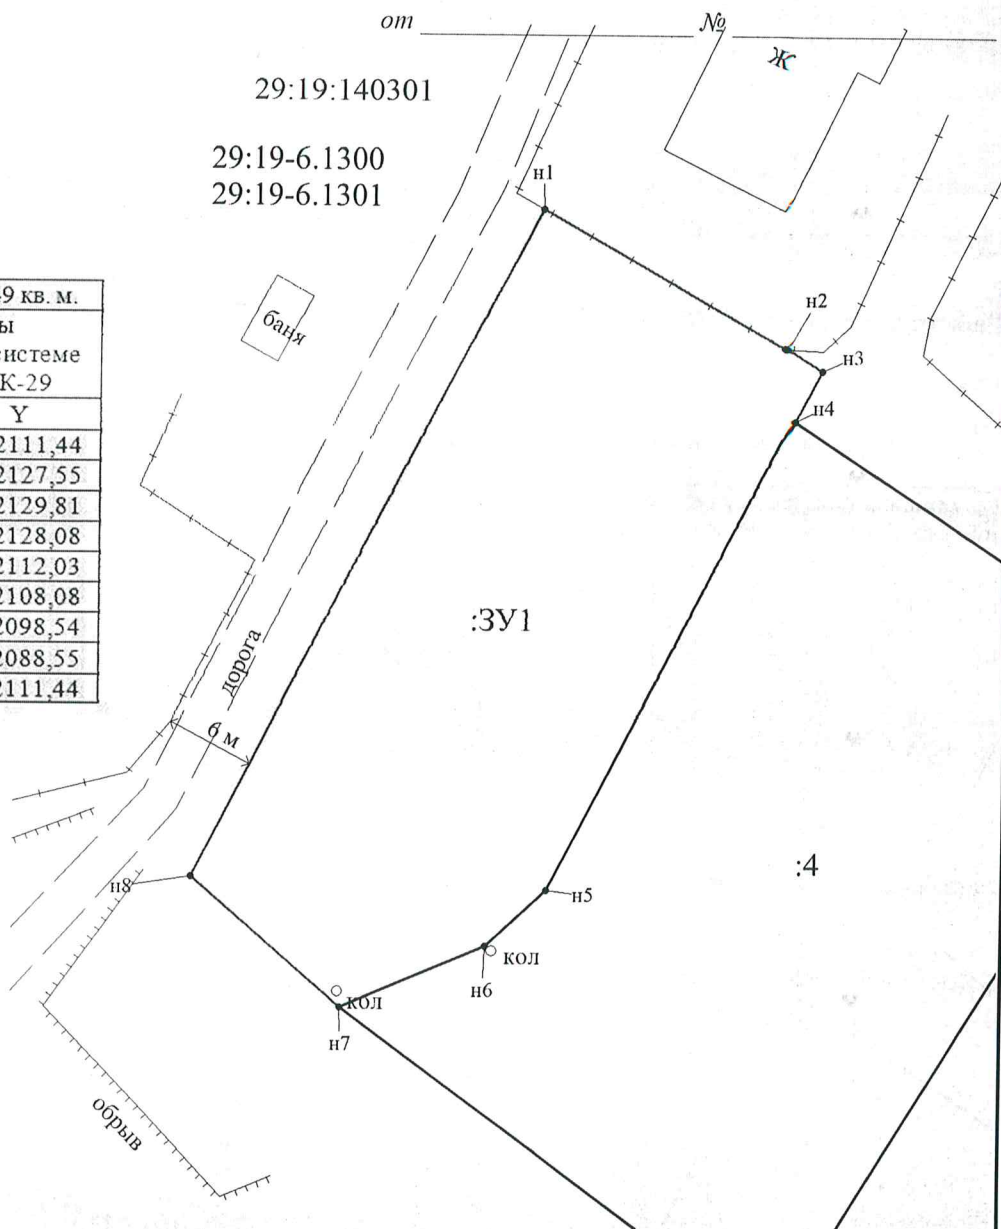 от № 
Ж
29:19:140301
29:19-6.1300
29:19-6.1301
н1
9 кв. м.
ы
системе
К-29
Y
2111,44
2127,55
2129,81
2128,08
2112,03
2108,08
2098,54
2088,55
2111,44
баня
н2
н3
н4
:ЗУ1
дорога
6 м
:4
н8
н5
кол
н6
кол
н7
обрыв